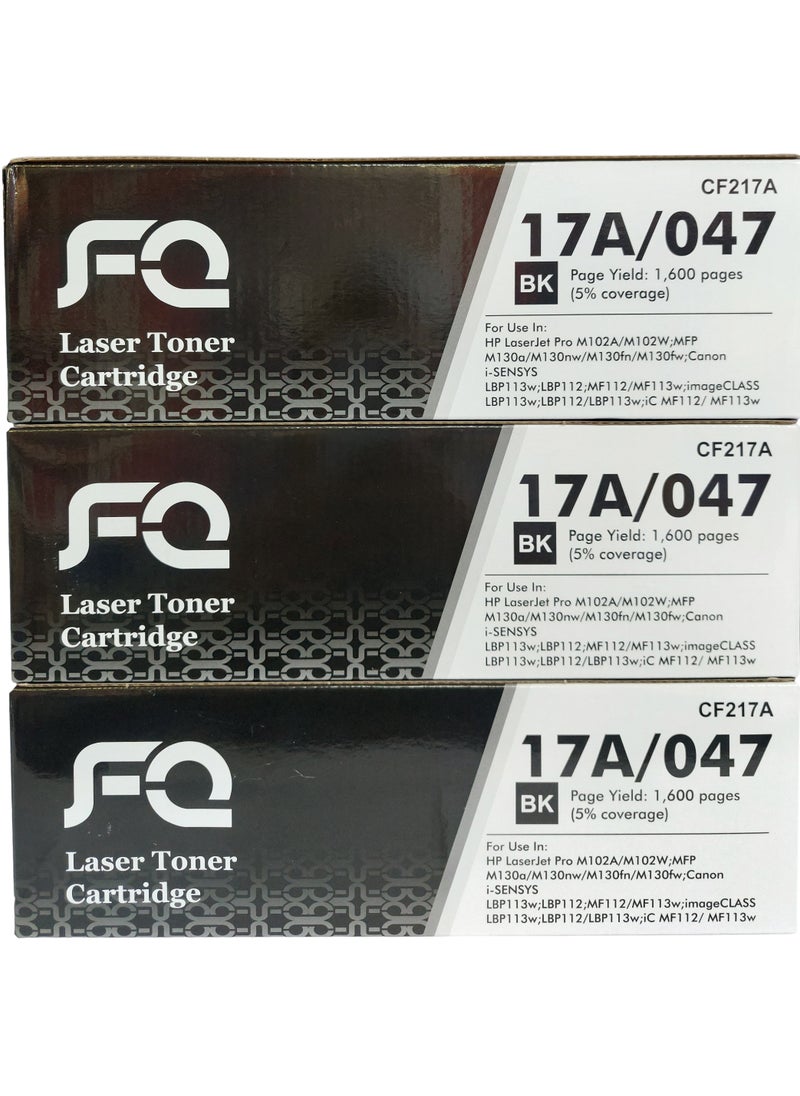 FQ
Laser Toner
Cartridge
CF217A
17A/047
BK
Page Yield: 1,600 pages
(5% coverage)
For Use In:
HP LaserJet Pro M102A/M102W;MFP
M130a/M130nw/M130fn/M130fw;Canon
i-SENSYS
LBP113w;LBP112;MF112/MF113w;imageCLASS
LBP113w;LBP112/LBP113w;iC MF112/ MF113w
FQ
Laser Toner
Cartridge
CF217A
17A/047
BK
Page Yield: 1,600 pages
(5% coverage)
For Use In:
HP LaserJet Pro M102A/M102W;MFP
M130a/M130nw/M130fn/M130fw;Canon
i-SENSYS
LBP113w;LBP112;MF112/MF113w;imageCLASS
LBP113w;LBP112/LBP113w;iC MF112/ MF113w
FQ
Laser Toner
Cartridge
CF217A
17A/047
BK
Page Yield: 1,600 pages
(5% coverage)
For Use In:
HP LaserJet Pro M102A/M102W;MFP
M130a/M130nw/M130fn/M130fw;Canon
i-SENSYS
LBP113w;LBP112;MF112/MF113w;imageCLASS
LBP113w;LBP112/LBP113w;iC MF112/ MF113w